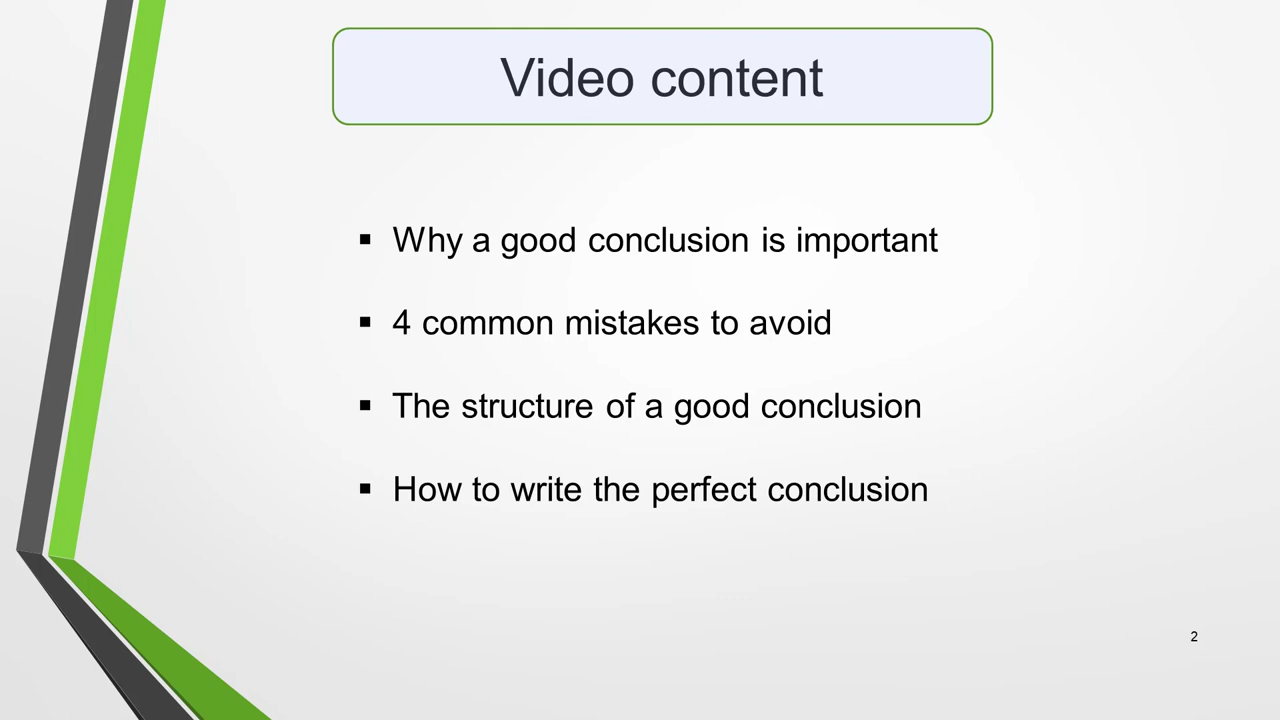 Video content
▪ Why a good conclusion is important
▪ 4 common mistakes to avoid
▪ The structure of a good conclusion
▪ How to write the perfect conclusion
2